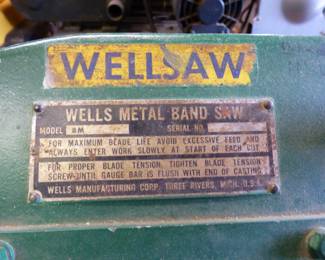 WELLSAW
WELLS METAL BAND SAW
MODEL 8M SERIAL NO.
FOR MAXIMUM BLADE LIFE AVOID EXCESSIVE FEED AND
ALWAYS ENTER WORK SLOWLY AT START OF EACH CUT
FOR PROPER BLADE TENSION, TIGHTEN BLADE TENSION
SCREW UNTIL GAUGE BAR IS FLUSH WITH END OF CASTING
WELLS MANUFACTURING CORP. THREE RIVERS, MICH. U.S.A.